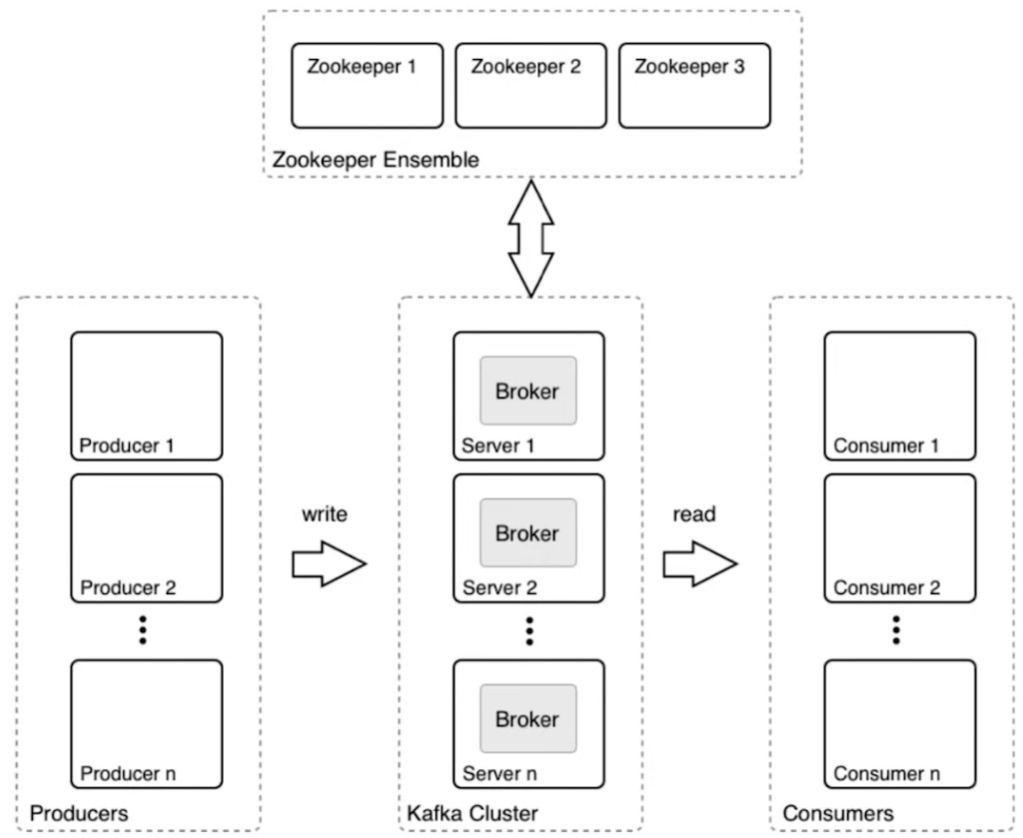 Zookeeper 1
Zookeeper 2
Zookeeper 3
Zookeeper Ensemble
Producer 1
Producer 2
Producer n
Producers
write
Broker
Server 1
Broker
Server 2
Broker
Server n
Kafka Cluster
read
Consumer 1
Consumer 2
Consumer n
Consumers